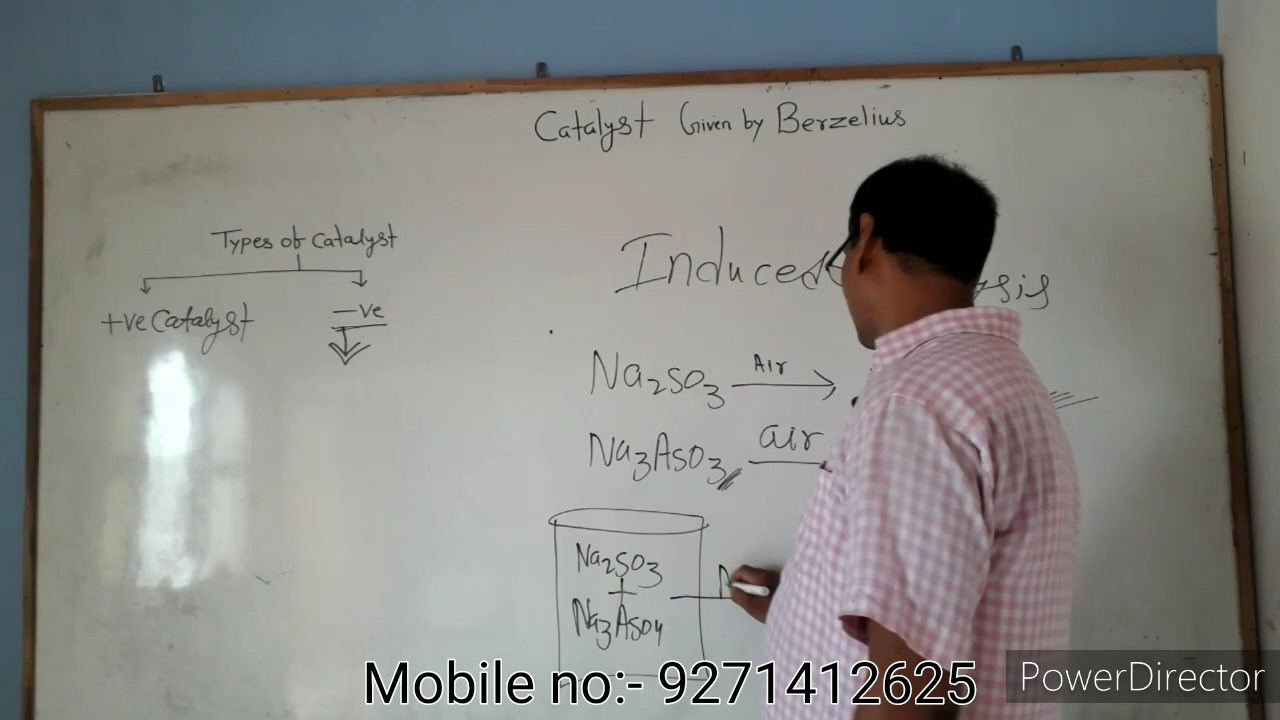 Catalyst Given by Berzelius
Types of Catalyst
+ve Catalyst
-ve
Induced
ysis
Na₂SO₃ Air →
Na₃AsO₃ air
Na₂SO₃
+
Na₃AsO₄
Mobile no:- 9271412625
PowerDirector